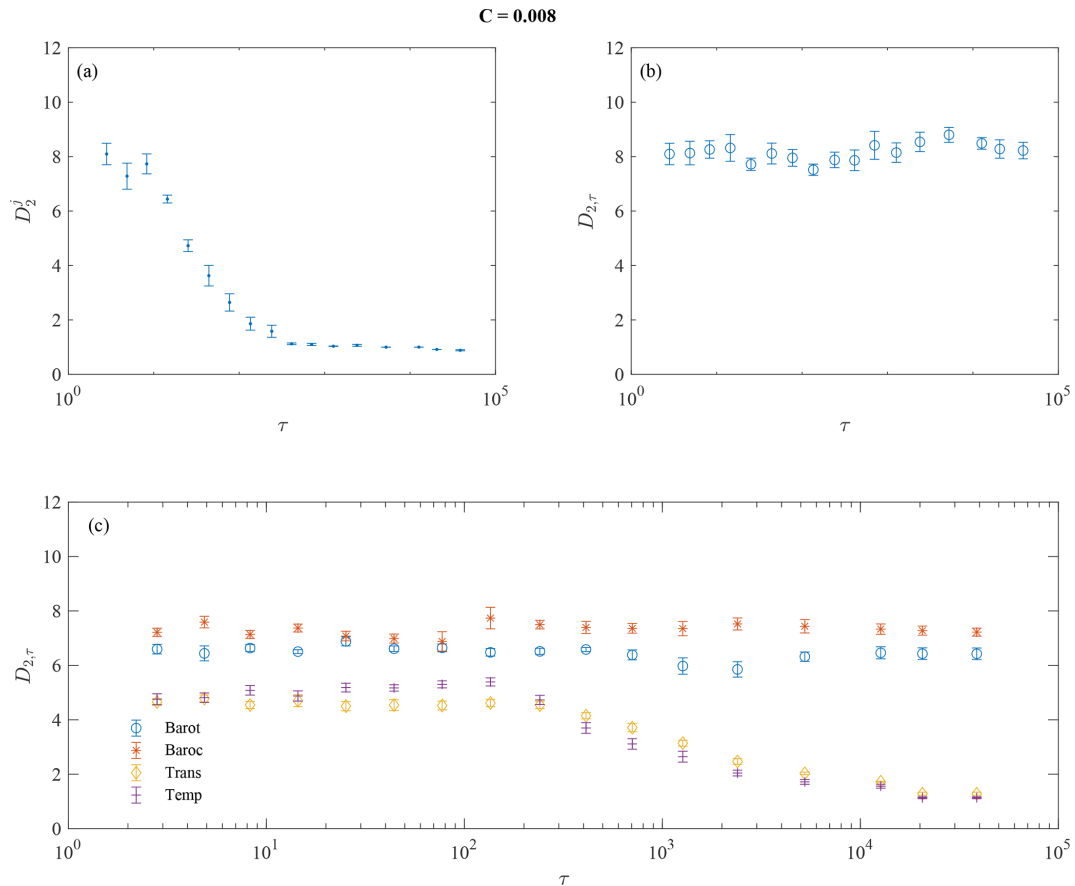 C = 0.008
(a)
12
10
8
6
4
2
0
D_2^j
10^0
10^5
τ
(b)
12
10
8
6
4
2
0
D_{2,τ}
10^0
10^5
τ
(c)
12
10
8
6
4
2
0
D_{2,τ}
Barot
Baroc
Trans
Temp
10^0
10^1
10^2
10^3
10^4
10^5
τ